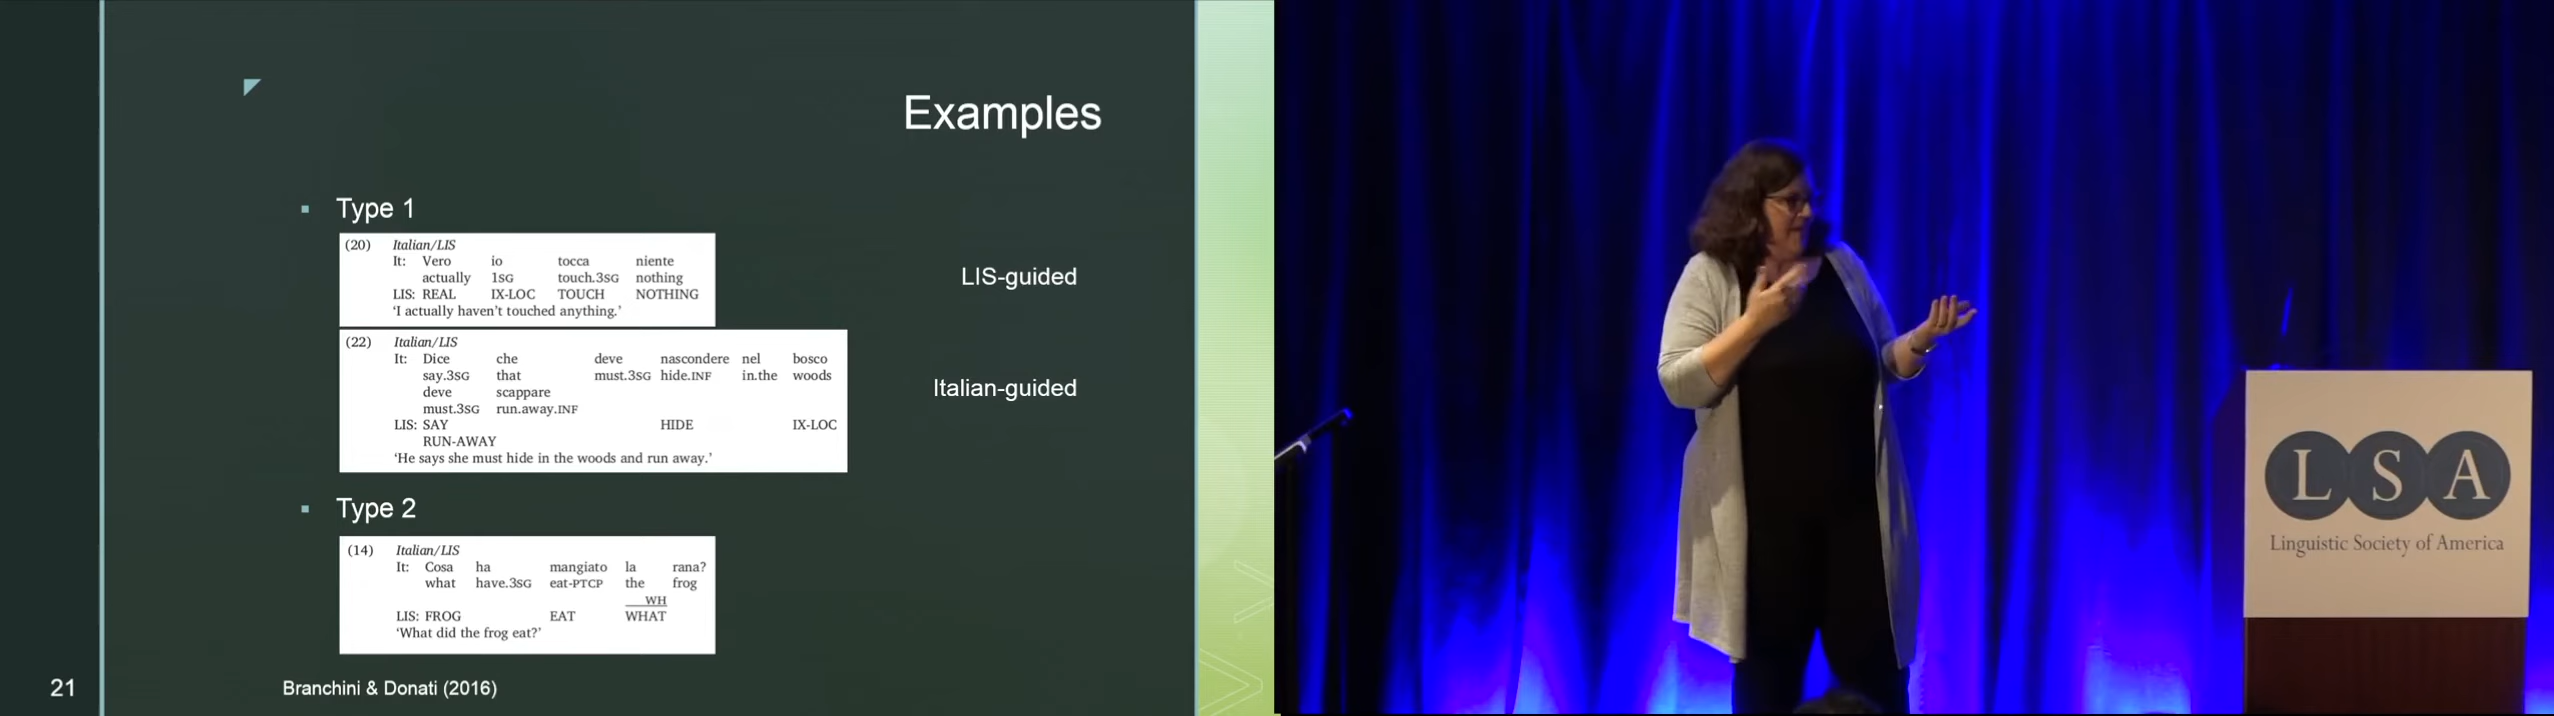 Examples
Type 1
(20) Italian/LIS
It: Vero io tocca niente
actually 1SG touch.3SG nothing
LIS: REAL IX-LOC TOUCH NOTHING
‘I actually haven’t touched anything.’
LIS-guided
(22) Italian/LIS
It: Dice che deve nascondere nel bosco
say.3SG that must.3SG hide.INF in.the woods
deve scappare
must.3SG run.away.INF
LIS: SAY HIDE IX-LOC
RUN-AWAY
‘He says she must hide in the woods and run away.’
Italian-guided
Type 2
(14) Italian/LIS
It: Cosa ha mangiato la rana?
what have.3SG eat-PTCP the frog
WH
LIS: FROG EAT WHAT
‘What did the frog eat?’
21
Branchini & Donati (2016)
LSA
Linguistic Society of America